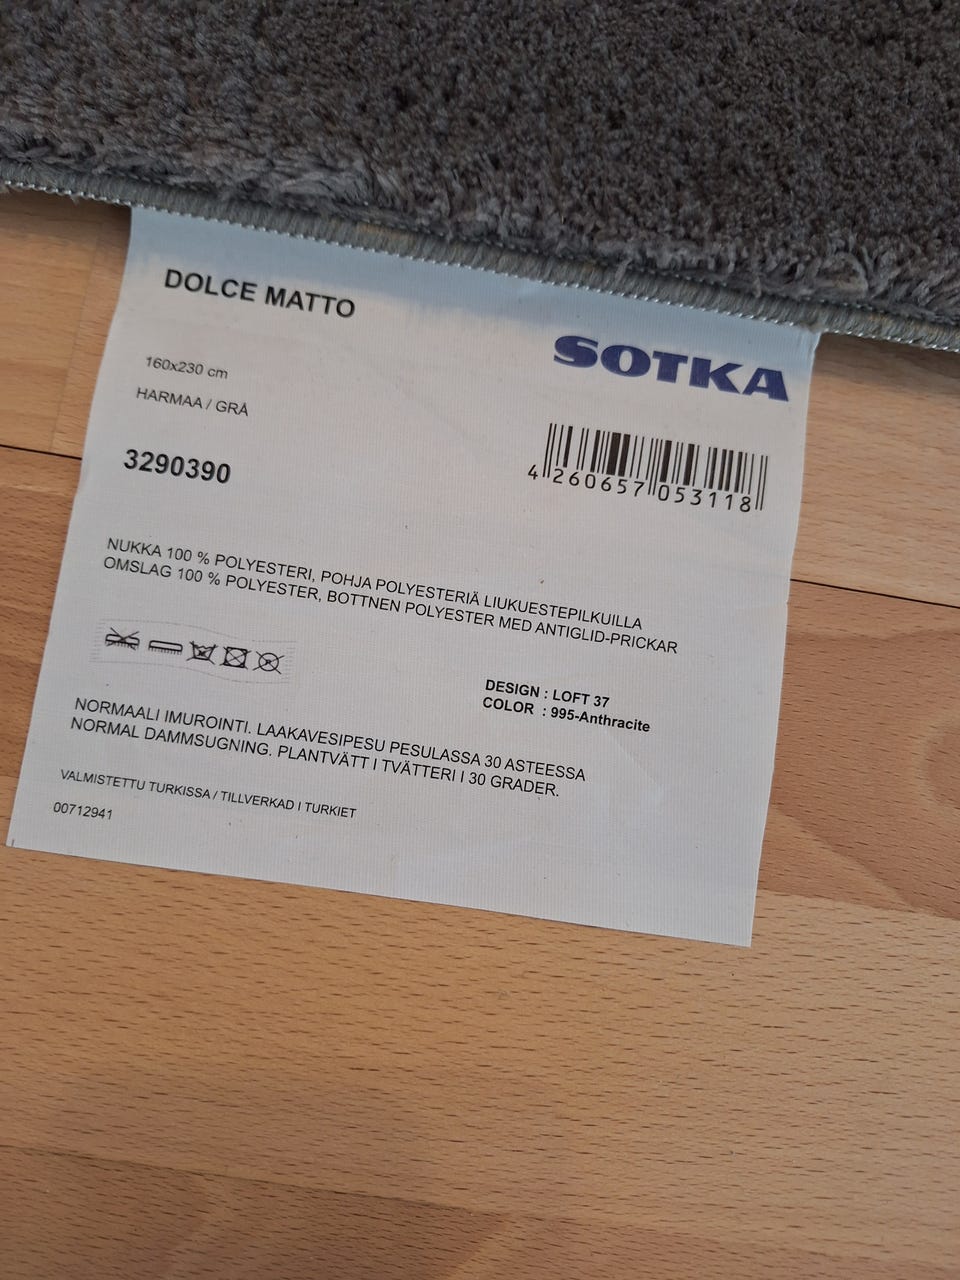 DOLCE MATTO
SOTKA
160x230 cm
HARMAA / GRÅ
3290390
4 260657 053118
NUKKA 100 % POLYESTERI, POHJA POLYESTERIÄ LIUKUESTEPILKUILLA
OMSLAG 100 % POLYESTER, BOTTNEN POLYESTER MED ANTIGLID-PRICKAR
DESIGN : LOFT 37
COLOR : 995-Anthracite
NORMAALI IMUROINTI. LAAKAVESIPESU PESULASSA 30 ASTEESSA
NORMAL DAMMSUGNING. PLANTVÄTT I TVÄTTERI I 30 GRADER.
VALMISTETTU TURKISSA / TILLVERKAD I TURKIET
00712941